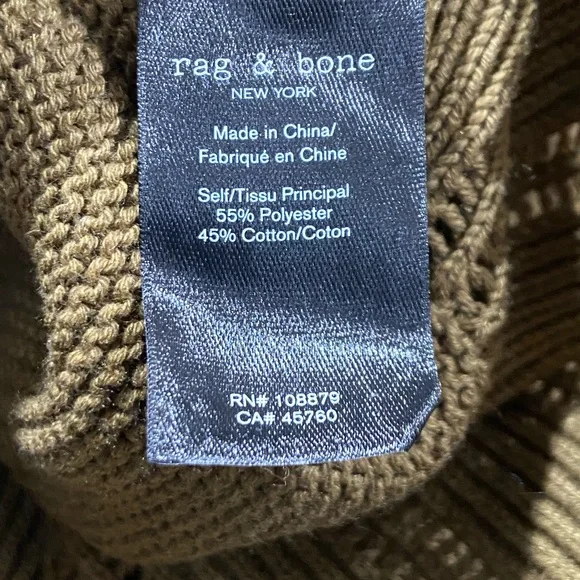 rag & bone
NEW YORK
Made in China/
Fabriqué en Chine
Self/Tissu Principal
55% Polyester
45% Cotton/Coton
RN# 108879
CA# 45760